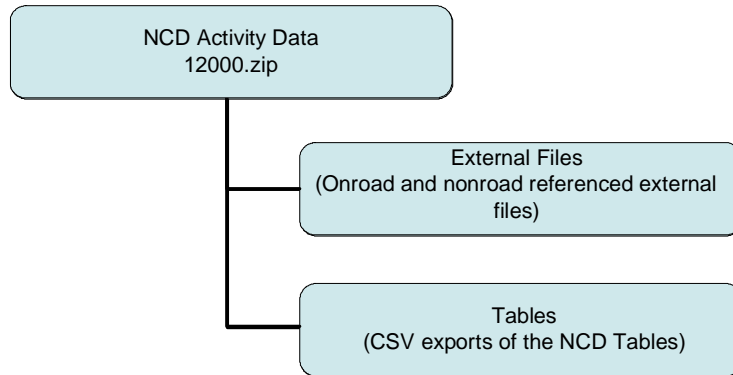 NCD Activity Data
12000.zip
External Files
(Onroad and nonroad referenced external
files)
Tables
(CSV exports of the NCD Tables)